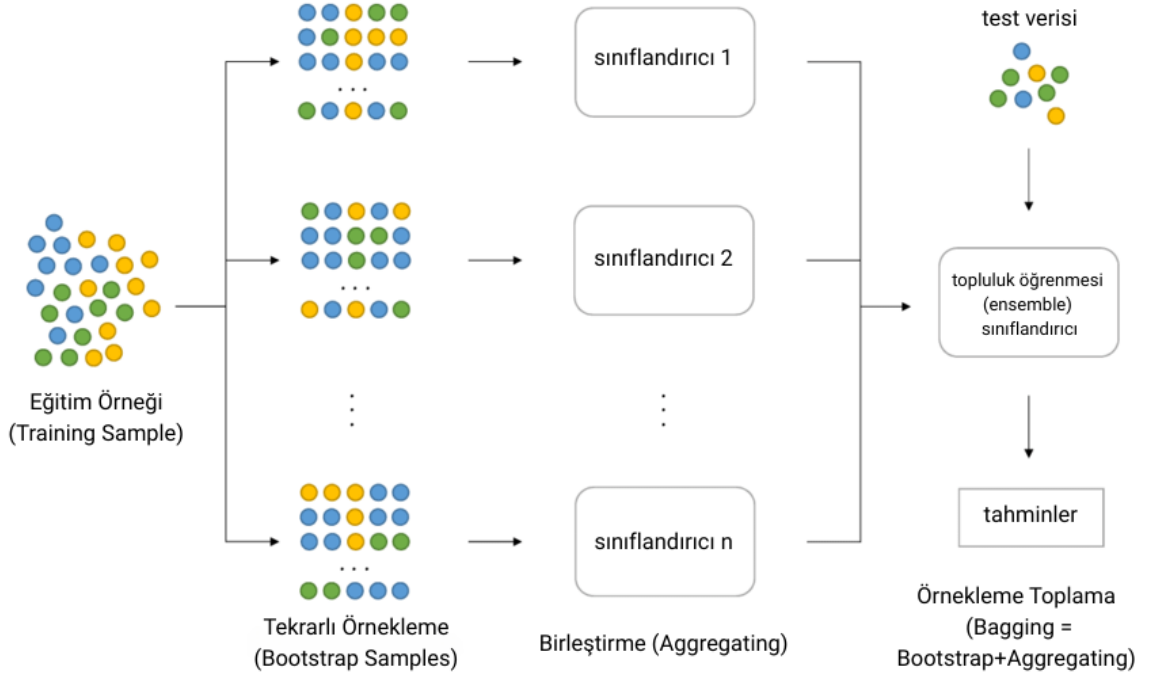 test verisi
sınıflandırıcı 1
...
sınıflandırıcı 2
...
topluluk öğrenmesi
(ensemble)
sınıflandırıcı
Eğitim Örneği
(Training Sample)
sınıflandırıcı n
...
tahminler
Tekrarlı Örnekleme
(Bootstrap Samples)
Birleştirme (Aggregating)
Örnekleme Toplama
(Bagging =
Bootstrap+Aggregating)